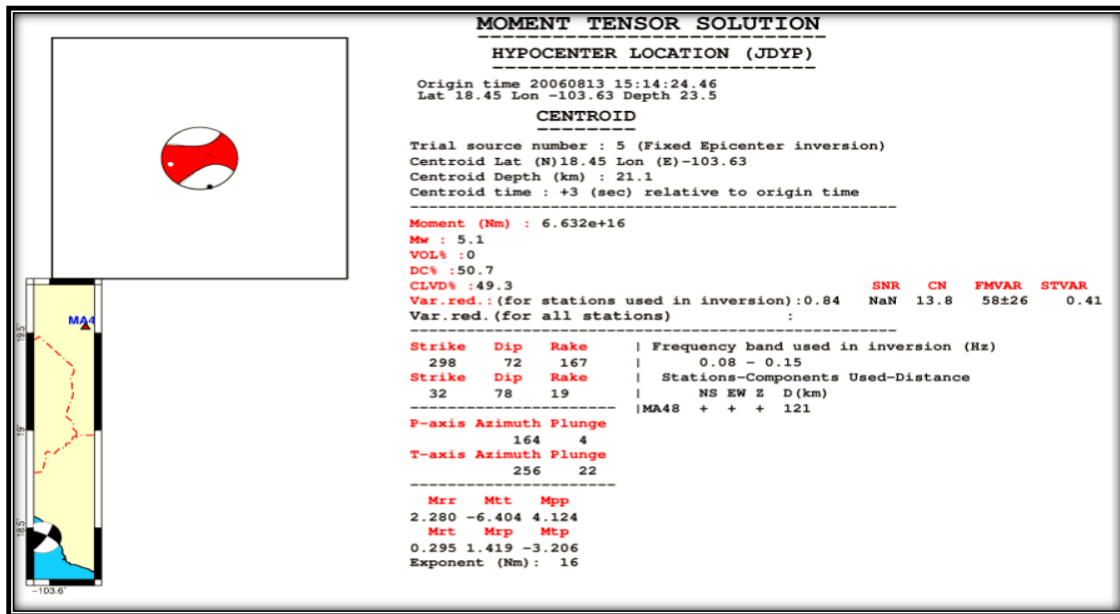 MOMENT TENSOR SOLUTION
HYPOCENTER LOCATION (JDYP)
Origin time 20060813 15:14:24.46
Lat 18.45 Lon -103.63 Depth 23.5
CENTROID
Trial source number : 5 (Fixed Epicenter inversion)
Centroid Lat (N)18.45 Lon (E)-103.63
Centroid Depth (km) : 21.1
Centroid time : +3 (sec) relative to origin time
Moment (Nm) : 6.632e+16
Mw : 5.1
VOL% :0
DC% :50.7
CLVD% :49.3 SNR CN FMVAR STVAR
Var.red.:(for stations used in inversion):0.84 NaN 13.8 58±26 0.41
Var.red.(for all stations) :
Strike Dip Rake | Frequency band used in inversion (Hz)
298 72 167 | 0.08 - 0.15
Strike Dip Rake | Stations-Components Used-Distance
32 78 19 | NS EW Z D(km)
|MA48 + + + 121
P-axis Azimuth Plunge
164 4
T-axis Azimuth Plunge
256 22
Mrr Mtt Mpp
2.280 -6.404 4.124
Mrt Mrp Mtp
0.295 1.419 -3.206
Exponent (Nm): 16
MA4
19.5°
19°
18.5°
-103.6°